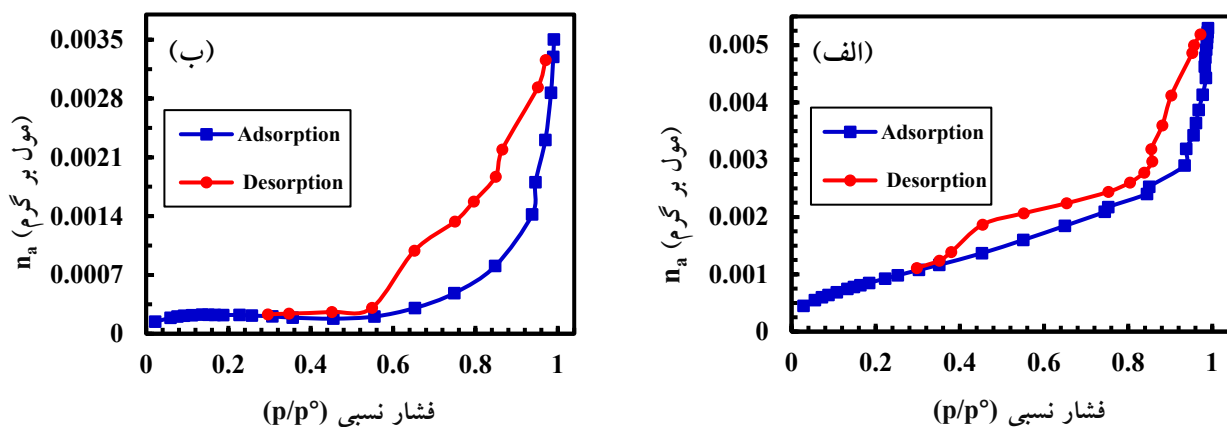 (ب)
n_a (مول بر گرم)
0.0035
0.0028
0.0021
0.0014
0.0007
0
Adsorption
Desorption
0 0.2 0.4 0.6 0.8 1
فشار نسبی (p/p°)
(الف)
n_a (مول بر گرم)
0.005
0.004
0.003
0.002
0.001
0
Adsorption
Desorption
0 0.2 0.4 0.6 0.8 1
فشار نسبی (p/p°)